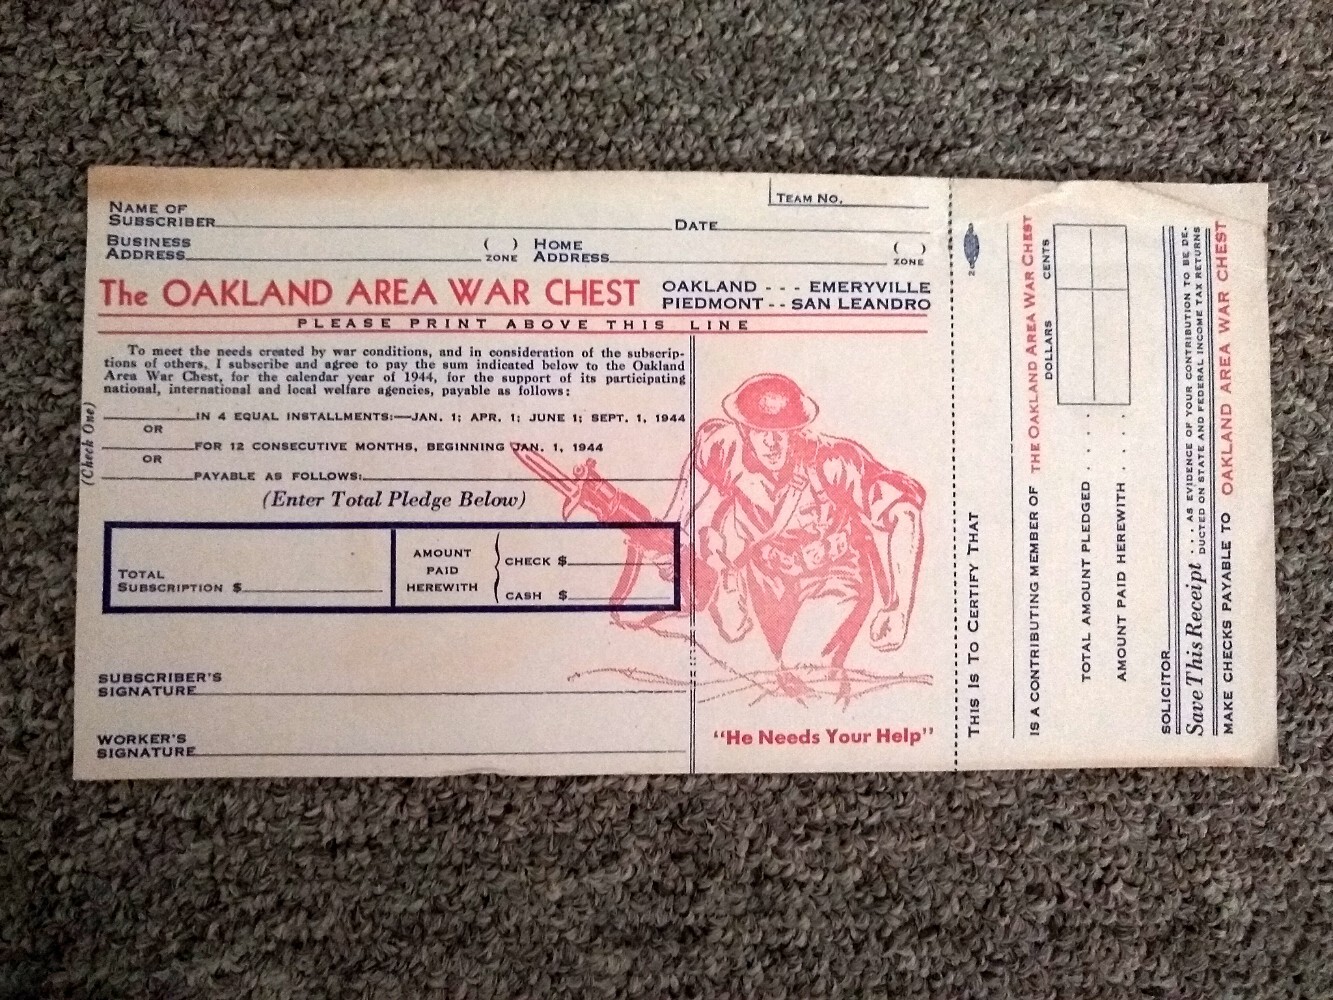 TEAM NO.
NAME OF
SUBSCRIBER DATE
BUSINESS ( ) HOME ( )
ADDRESS ZONE ADDRESS ZONE
The OAKLAND AREA WAR CHEST
OAKLAND - - - EMERYVILLE
PIEDMONT - - SAN LEANDRO
PLEASE PRINT ABOVE THIS LINE
To meet the needs created by war conditions, and in consideration of the subscrip-
tions of others, I subscribe and agree to pay the sum indicated below to the Oakland
Area War Chest, for the calendar year of 1944, for the support of its participating
national, international and local welfare agencies, payable as follows:
(Check One)
IN 4 EQUAL INSTALLMENTS:—JAN. 1; APR. 1; JUNE 1; SEPT. 1, 1944
OR
FOR 12 CONSECUTIVE MONTHS, BEGINNING JAN. 1, 1944
OR
PAYABLE AS FOLLOWS:
(Enter Total Pledge Below)
TOTAL
SUBSCRIPTION $
AMOUNT
PAID
HEREWITH
CHECK $
CASH $
SUBSCRIBER'S
SIGNATURE
WORKER'S
SIGNATURE
"He Needs Your Help"
THIS IS TO CERTIFY THAT
IS A CONTRIBUTING MEMBER OF THE OAKLAND AREA WAR CHEST
DOLLARS CENTS
TOTAL AMOUNT PLEDGED . . . .
AMOUNT PAID HEREWITH . . . .
SOLICITOR
Save This Receipt . . . AS EVIDENCE OF YOUR CONTRIBUTION TO BE DE-
DUCTED ON STATE AND FEDERAL INCOME TAX RETURNS
MAKE CHECKS PAYABLE TO OAKLAND AREA WAR CHEST